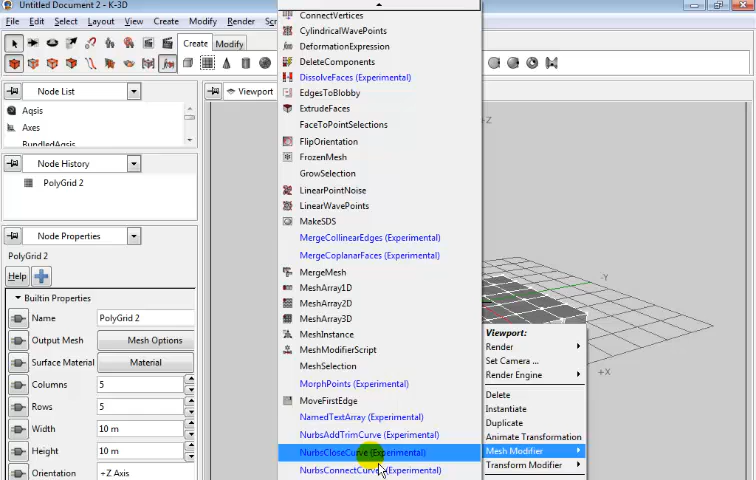 Untitled Document 2 - K-3D
File Edit Select Layout Create Modify Render
Create Modify
Node List
Aqsis
Axes
BundledAqsis
Node History
PolyGrid 2
Node Properties
PolyGrid 2
Help
Builtin Properties
Name PolyGrid 2
Output Mesh Mesh Options
Surface Material Material
Columns 5
Rows 5
Width 10 m
Height 10 m
Orientation +Z Axis
Viewport
ConnectVertices
CylindricalWavePoints
DeformationExpression
DeleteComponents
DissolveFaces (Experimental)
EdgesToBlobby
ExtrudeFaces
FaceToPointSelections
FlipOrientation
FrozenMesh
GrowSelection
LinearPointNoise
LinearWavePoints
MakeSDS
MergeCollinearEdges (Experimental)
MergeCoplanarFaces (Experimental)
MergeMesh
MeshArray1D
MeshArray2D
MeshArray3D
MeshInstance
MeshModifierScript
MeshSelection
MorphPoints (Experimental)
MoveFirstEdge
NamedTextArray (Experimental)
NurbsAddTrimCurve (Experimental)
NurbsCloseCurve (Experimental)
NurbsConnectCurves (Experimental)
+Z
-Y
+X
Viewport:
Render
Set Camera ...
Render Engine
Delete
Instantiate
Duplicate
Animate Transformation
Mesh Modifier
Transform Modifier